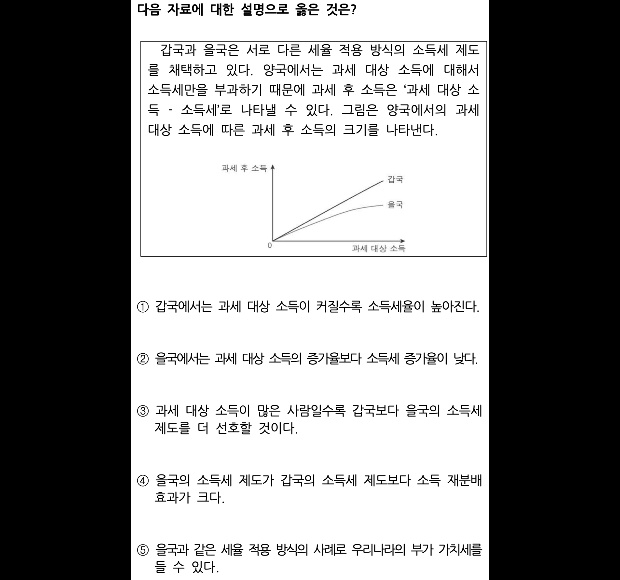 다음 자료에 대한 설명으로 옳은 것은?
갑국과 을국은 서로 다른 세율 적용 방식의 소득세 제도
를 채택하고 있다. 양국에서는 과세 대상 소득에 대해서
소득세만을 부과하기 때문에 과세 후 소득은 ‘과세 대상 소
득 - 소득세’로 나타낼 수 있다. 그림은 양국에서의 과세
대상 소득에 따른 과세 후 소득의 크기를 나타낸다.
과세 후 소득
갑국
을국
0
과세 대상 소득
① 갑국에서는 과세 대상 소득이 커질수록 소득세율이 높아진다.
② 을국에서는 과세 대상 소득의 증가율보다 소득세 증가율이 낮다.
③ 과세 대상 소득이 많은 사람일수록 갑국보다 을국의 소득세
제도를 더 선호할 것이다.
④ 을국의 소득세 제도가 갑국의 소득세 제도보다 소득 재분배
효과가 크다.
⑤ 을국과 같은 세율 적용 방식의 사례로 우리나라의 부가 가치세를
들 수 있다.